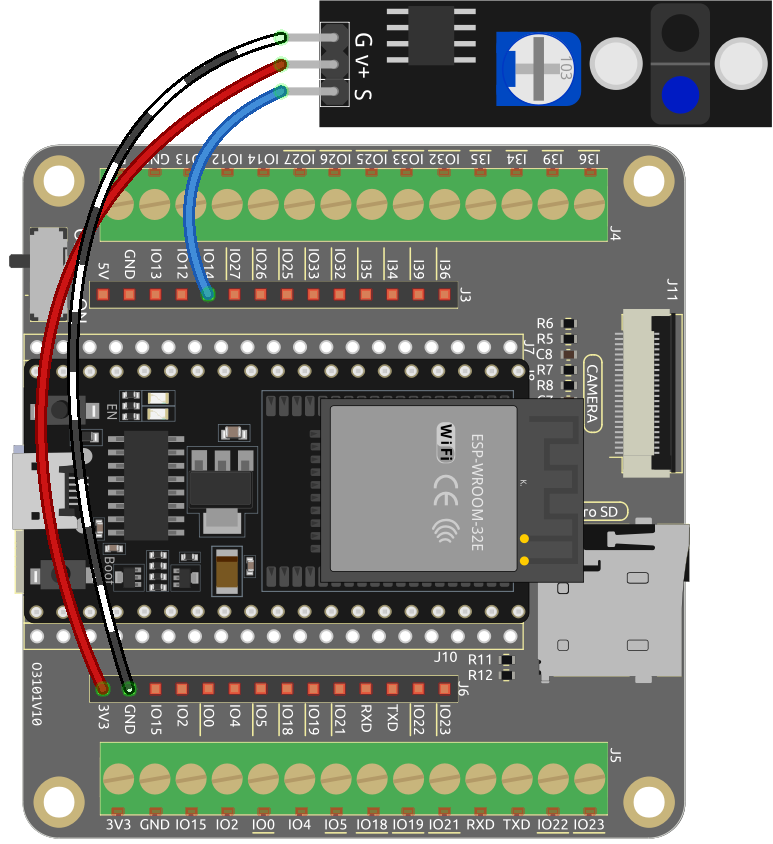 G
V+
S
103
GND IO13 IO12 IO14 IO27 IO26 IO25 IO33 IO32 I35 I34 I39 I36
J4
5V GND IO13 IO12 IO14 IO27 IO26 IO25 IO33 IO32 I35 I34 I39 I36
J3
J11
ON
J7
R6
R5
C8
R7
R8
CAMERA
EN
WiFi
ESP-WROOM-32E
CE
K.
ro SD
Boot
J10
R11
R12
O3101V10
J6
3V3 GND IO15 IO2 IO0 IO4 IO5 IO18 IO19 IO21 RXD TXD IO22 IO23
J5
3V3 GND IO15 IO2 IO0 IO4 IO5 IO18 IO19 IO21 RXD TXD IO22 IO23